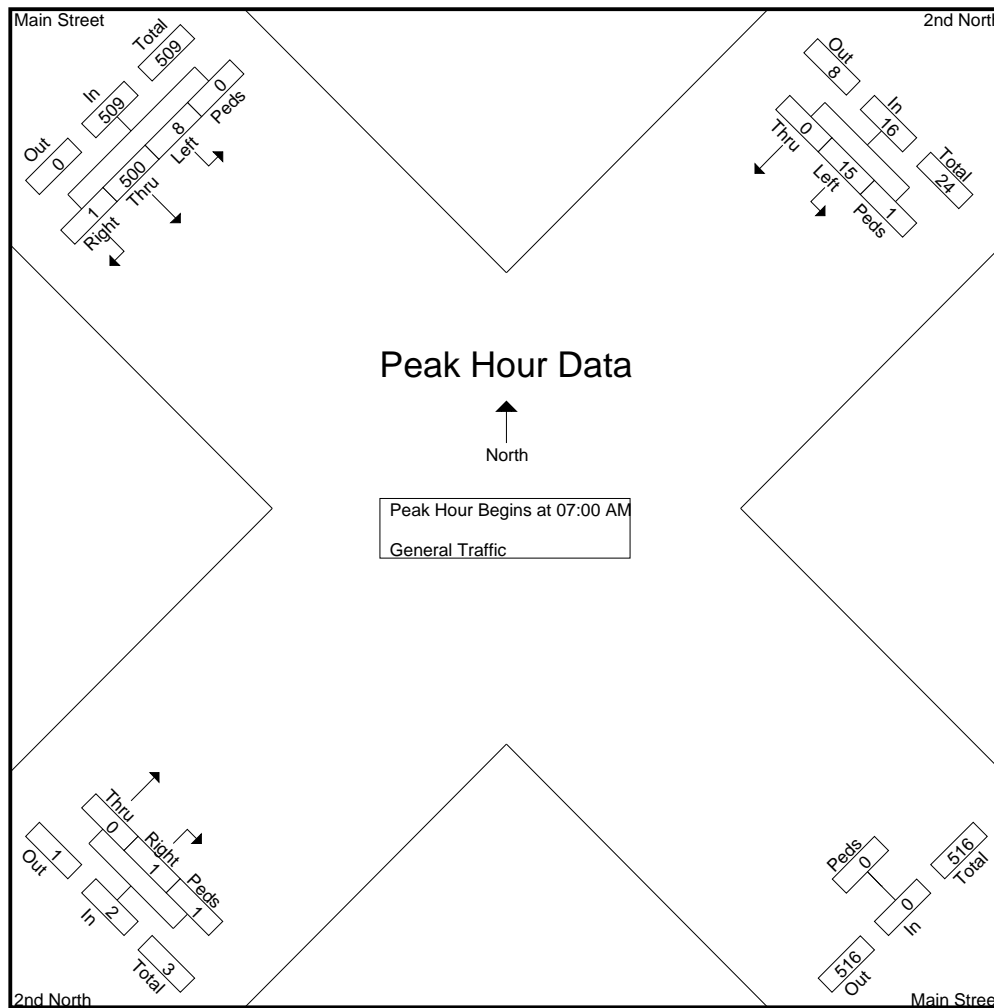 Main Street
2nd North
Total
509
In
509
Out
0
0
Peds
8
Left
500
Thru
1
Right
Out
8
In
16
Total
24
0
Thru
15
Left
1
Peds
Peak Hour Data
North
Peak Hour Begins at 07:00 AM
General Traffic
Thru
0
Right
1
Peds
1
Out
1
In
2
Total
3
Peds
0
516
Total
0
In
516
Out
2nd North
Main Street